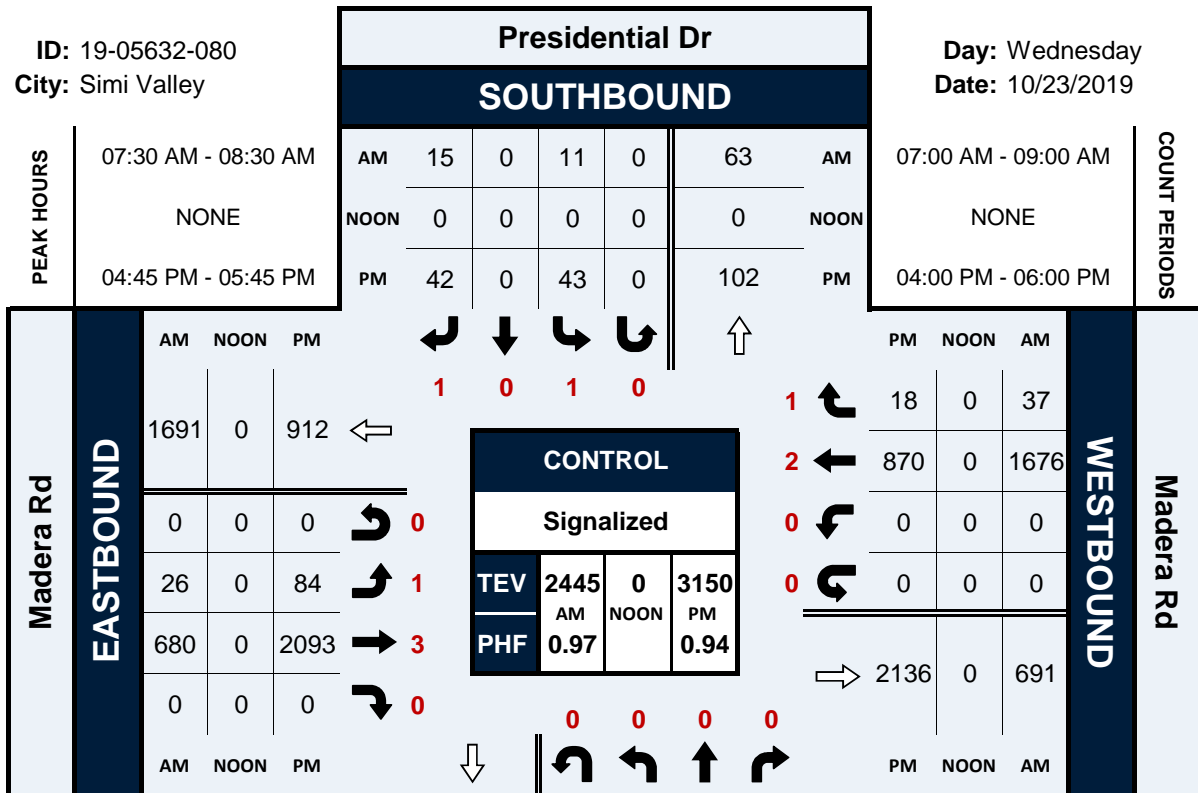 ID: 19-05632-080
City: Simi Valley
Presidential Dr
SOUTHBOUND
Day: Wednesday
Date: 10/23/2019
PEAK HOURS
07:30 AM - 08:30 AM
NONE
04:45 PM - 05:45 PM
AM 15 0 11 0 63 AM
NOON 0 0 0 0 0 NOON
PM 42 0 43 0 102 PM
07:00 AM - 09:00 AM
NONE
04:00 PM - 06:00 PM
COUNT PERIODS
1 0 1 0
Madera Rd
EASTBOUND
AM NOON PM
1691 0 912
0 0 0 0
26 0 84 1
680 0 2093 3
0 0 0 0
AM NOON PM
CONTROL
Signalized
TEV 2445 0 3150
AM NOON PM
PHF 0.97 0.94
PM NOON AM
1 18 0 37
2 870 0 1676
0 0 0 0
0 0 0 0
2136 0 691
PM NOON AM
WESTBOUND
Madera Rd
0 0 0 0